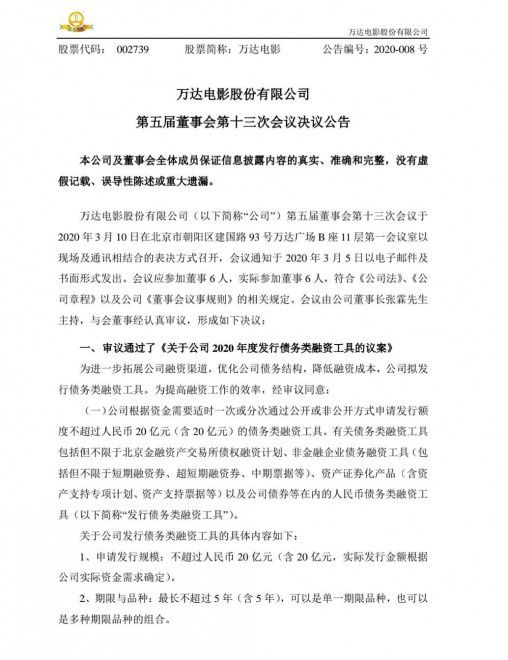 万达电影股份有限公司
股票代码： 002739 股票简称：万达电影 公告编号：2020-008 号
万达电影股份有限公司
第五届董事会第十三次会议决议公告
本公司及董事会全体成员保证信息披露内容的真实、准确和完整，没有虚
假记载、误导性陈述或重大遗漏。
万达电影股份有限公司（以下简称“公司”）第五届董事会第十三次会议于
2020 年 3 月 10 日在北京市朝阳区建国路 93 号万达广场 B 座 11 层第一会议室以
现场及通讯相结合的表决方式召开，会议通知于 2020 年 3 月 5 日以电子邮件及
书面形式发出。会议应参加董事 6 人，实际参加董事 6 人，符合《公司法》、《公
司章程》以及公司《董事会议事规则》的相关规定。会议由公司董事长张霖先生
主持，与会董事经认真审议，形成如下决议：
一、审议通过了《关于公司 2020 年度发行债务类融资工具的议案》
为进一步拓展公司融资渠道，优化公司债务结构，降低融资成本，公司拟发
行债务类融资工具。为提高融资工作的效率，经审议同意：
（一）公司根据资金需要适时一次或分次通过公开或非公开方式申请发行额
度不超过人民币 20 亿元（含 20 亿元）的债务类融资工具。有关债务类融资工具
包括但不限于北京金融资产交易所债权融资计划、非金融企业债务融资工具（包
括但不限于短期融资券、超短期融资券、中期票据等）、资产证券化产品（含资
产支持专项计划、资产支持票据等）以及公司债券等在内的人民币债务类融资工
具（以下简称“发行债务类融资工具”）。
关于公司发行债务类融资工具的具体内容如下：
1、申请发行规模：不超过人民币 20 亿元（含 20 亿元，实际发行金额根据
公司实际资金需求确定）。
2、期限与品种：最长不超过 5 年（含 5 年），可以是单一期限品种，也可以
是多种期限品种的组合。